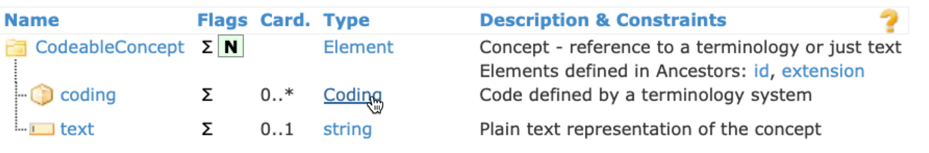 Name Flags Card. Type Description & Constraints ?
CodeableConcept Σ N Element Concept - reference to a terminology or just text
Elements defined in Ancestors: id, extension
coding Σ 0..* Coding Code defined by a terminology system
text Σ 0..1 string Plain text representation of the concept